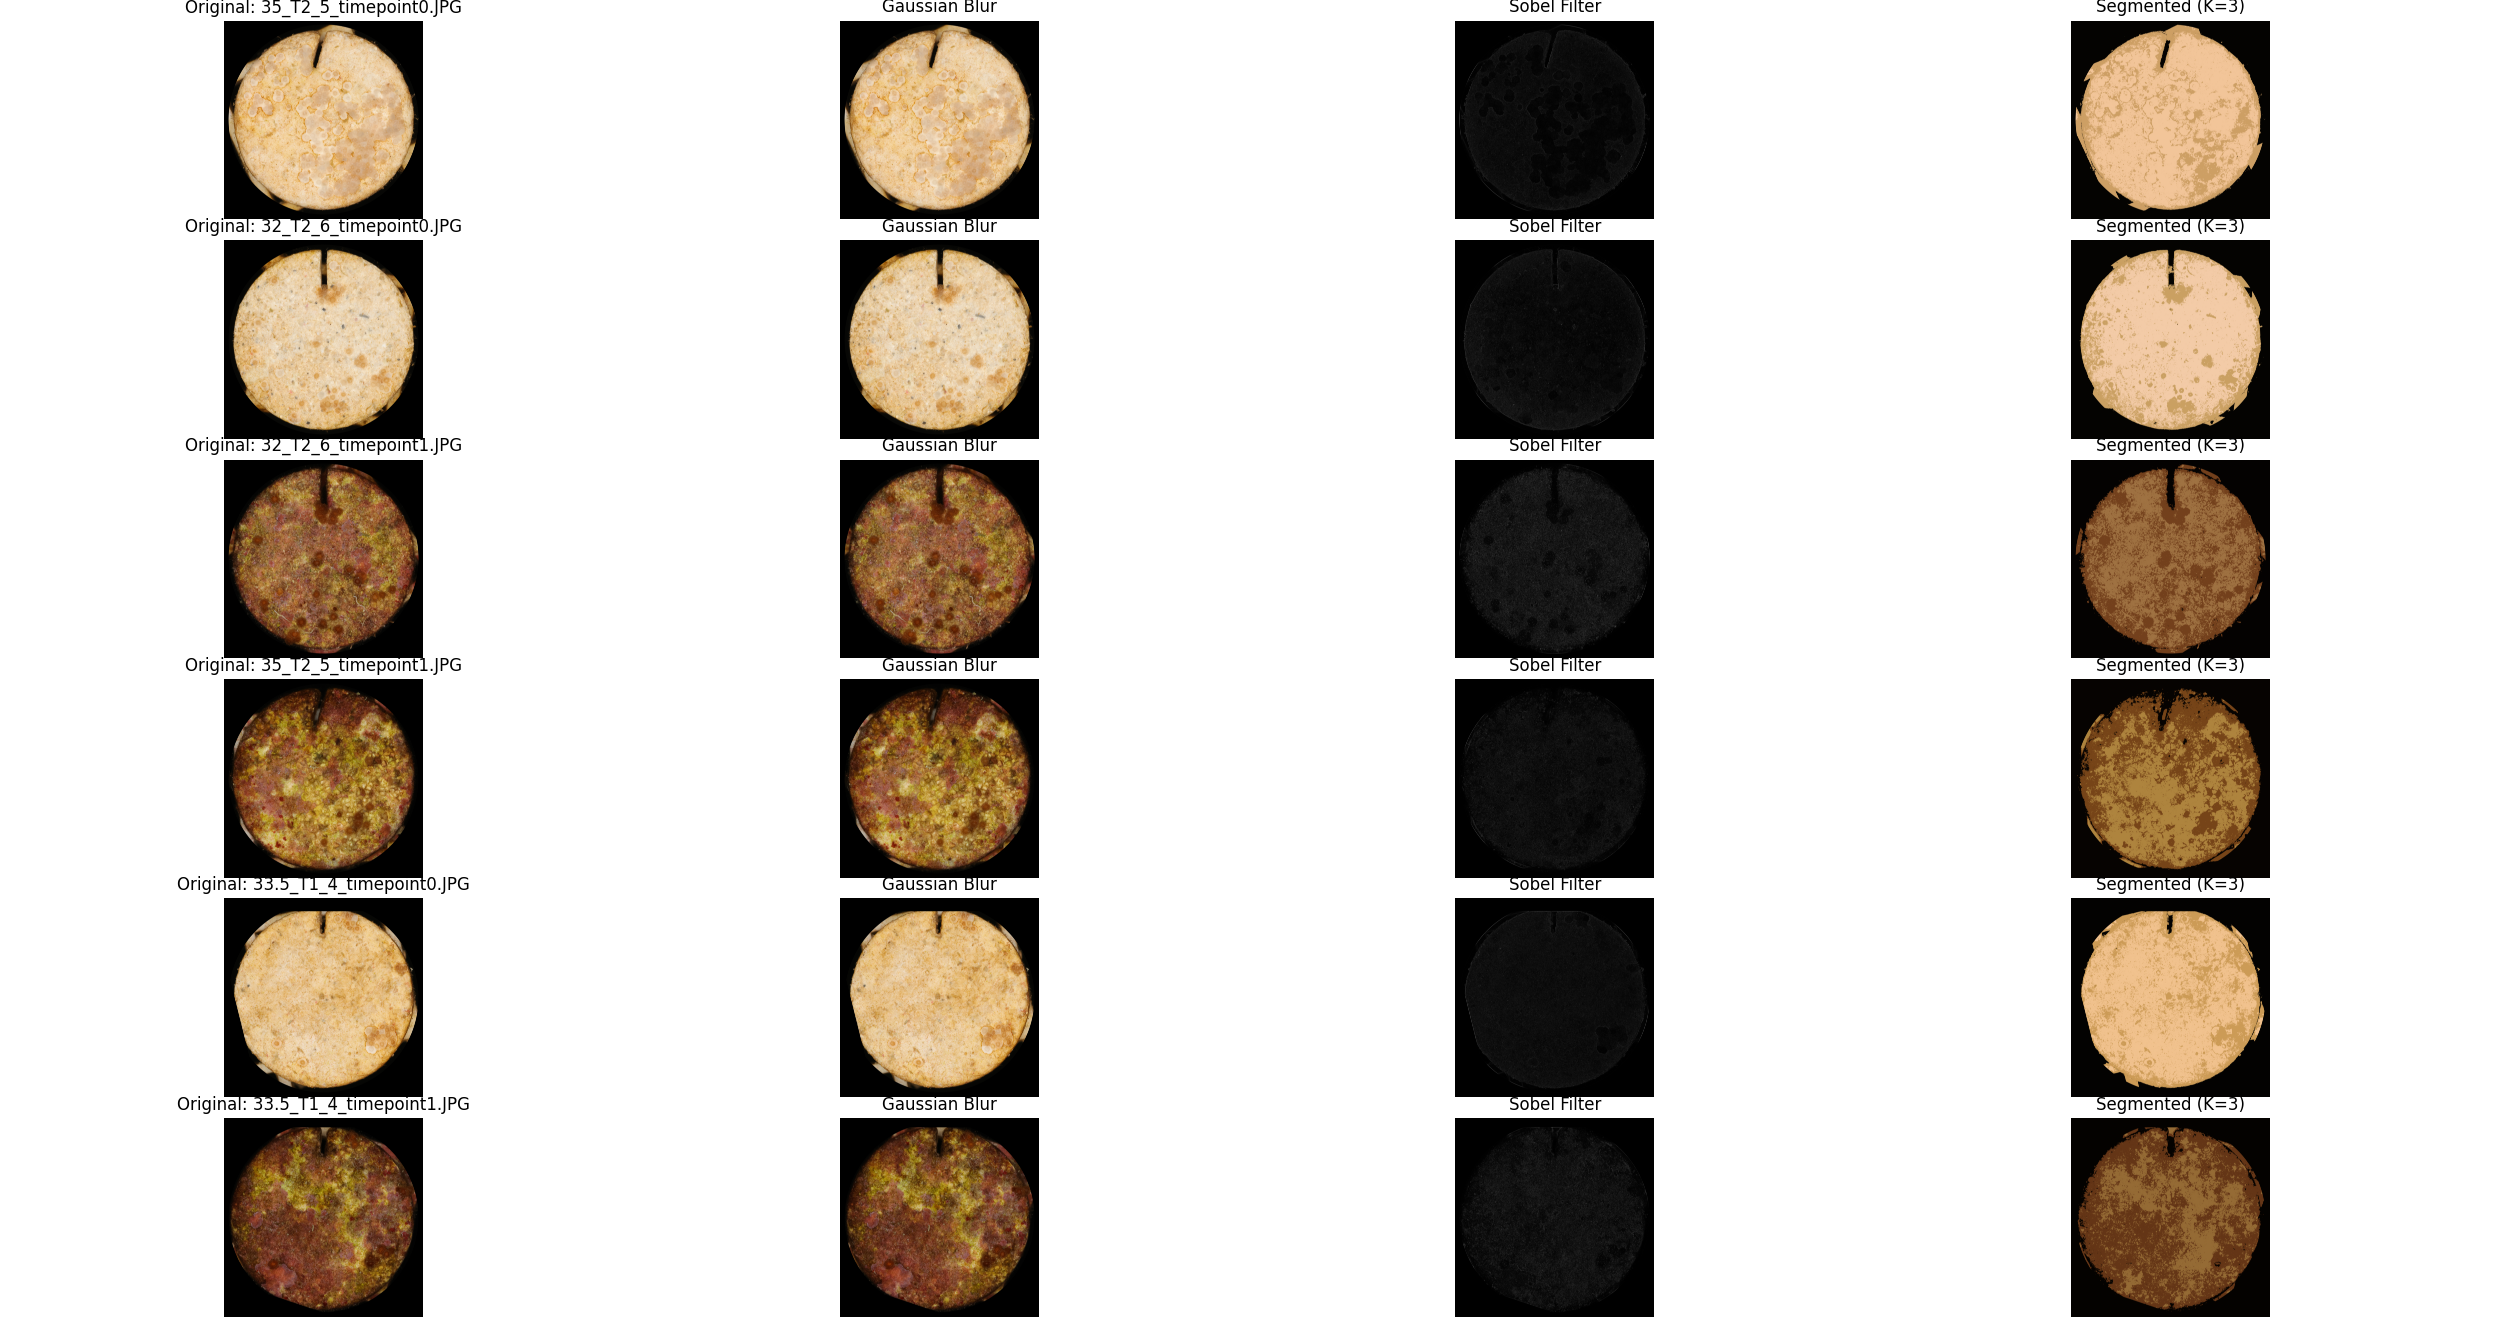 Original: 35_T2_5_timepoint0.JPG
Gaussian Blur
Sobel Filter
Segmented (K=3)
Original: 32_T2_6_timepoint0.JPG
Gaussian Blur
Sobel Filter
Segmented (K=3)
Original: 32_T2_6_timepoint1.JPG
Gaussian Blur
Sobel Filter
Segmented (K=3)
Original: 35_T2_5_timepoint1.JPG
Gaussian Blur
Sobel Filter
Segmented (K=3)
Original: 33.5_T1_4_timepoint0.JPG
Gaussian Blur
Sobel Filter
Segmented (K=3)
Original: 33.5_T1_4_timepoint1.JPG
Gaussian Blur
Sobel Filter
Segmented (K=3)